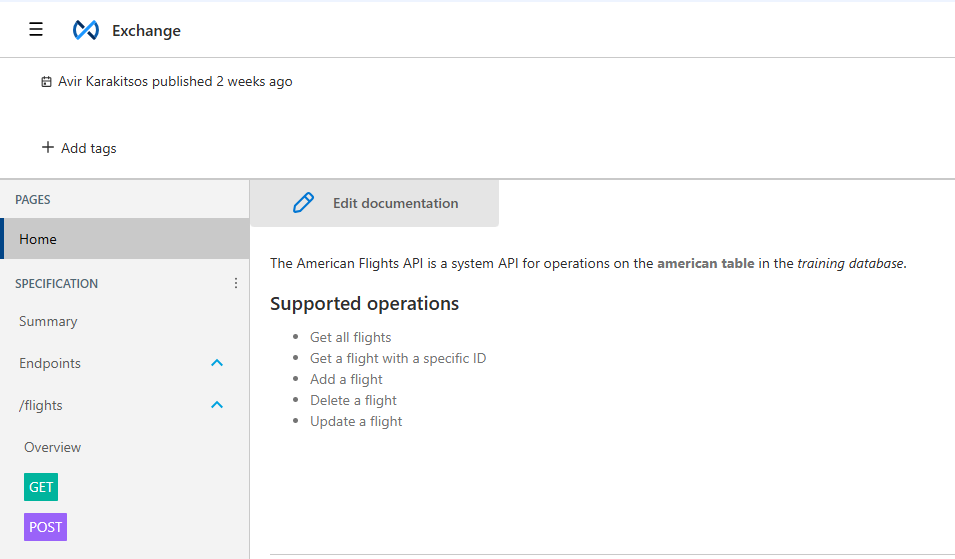 Exchange
Avir Karakitsos published 2 weeks ago
Add tags
PAGES
Home
SPECIFICATION
Summary
Endpoints
/flights
Overview
GET
POST
Edit documentation
The American Flights API is a system API for operations on the american table in the training database.
Supported operations
Get all flights
Get a flight with a specific ID
Add a flight
Delete a flight
Update a flight